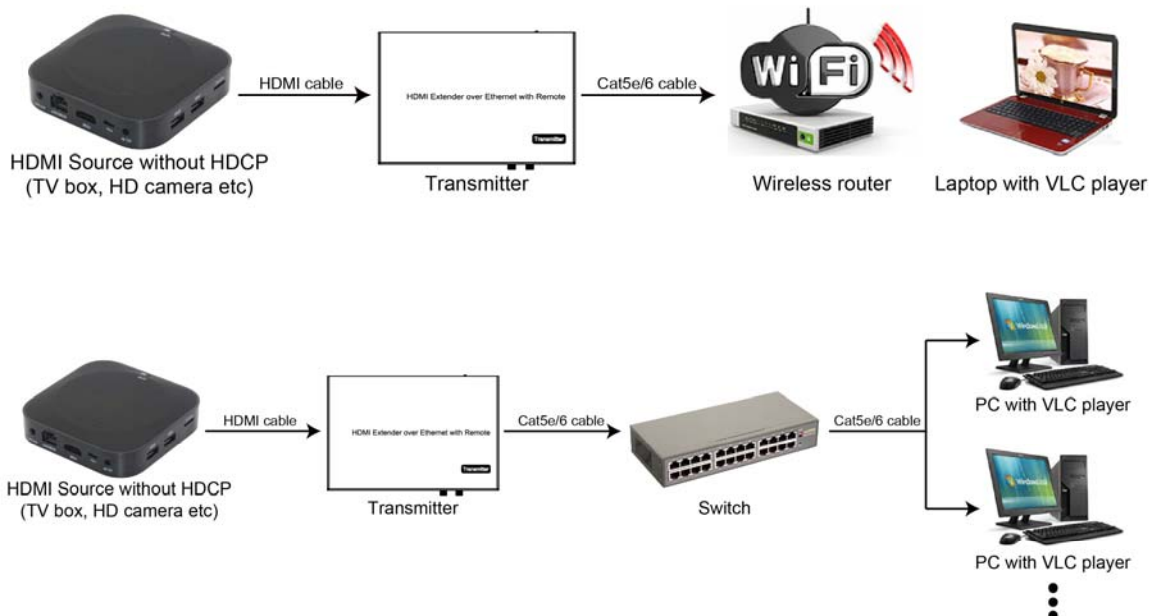 HDMI cable
HDMI Extender over Ethernet with Remote
Transmitter
Cat5e/6 cable
Wi Fi
HDMI Source without HDCP
(TV box, HD camera etc)
Transmitter
Wireless router
Laptop with VLC player
HDMI cable
HDMI Extender over Ethernet with Remote
Transmitter
Cat5e/6 cable
Cat5e/6 cable
PC with VLC player
HDMI Source without HDCP
(TV box, HD camera etc)
Transmitter
Switch
PC with VLC player